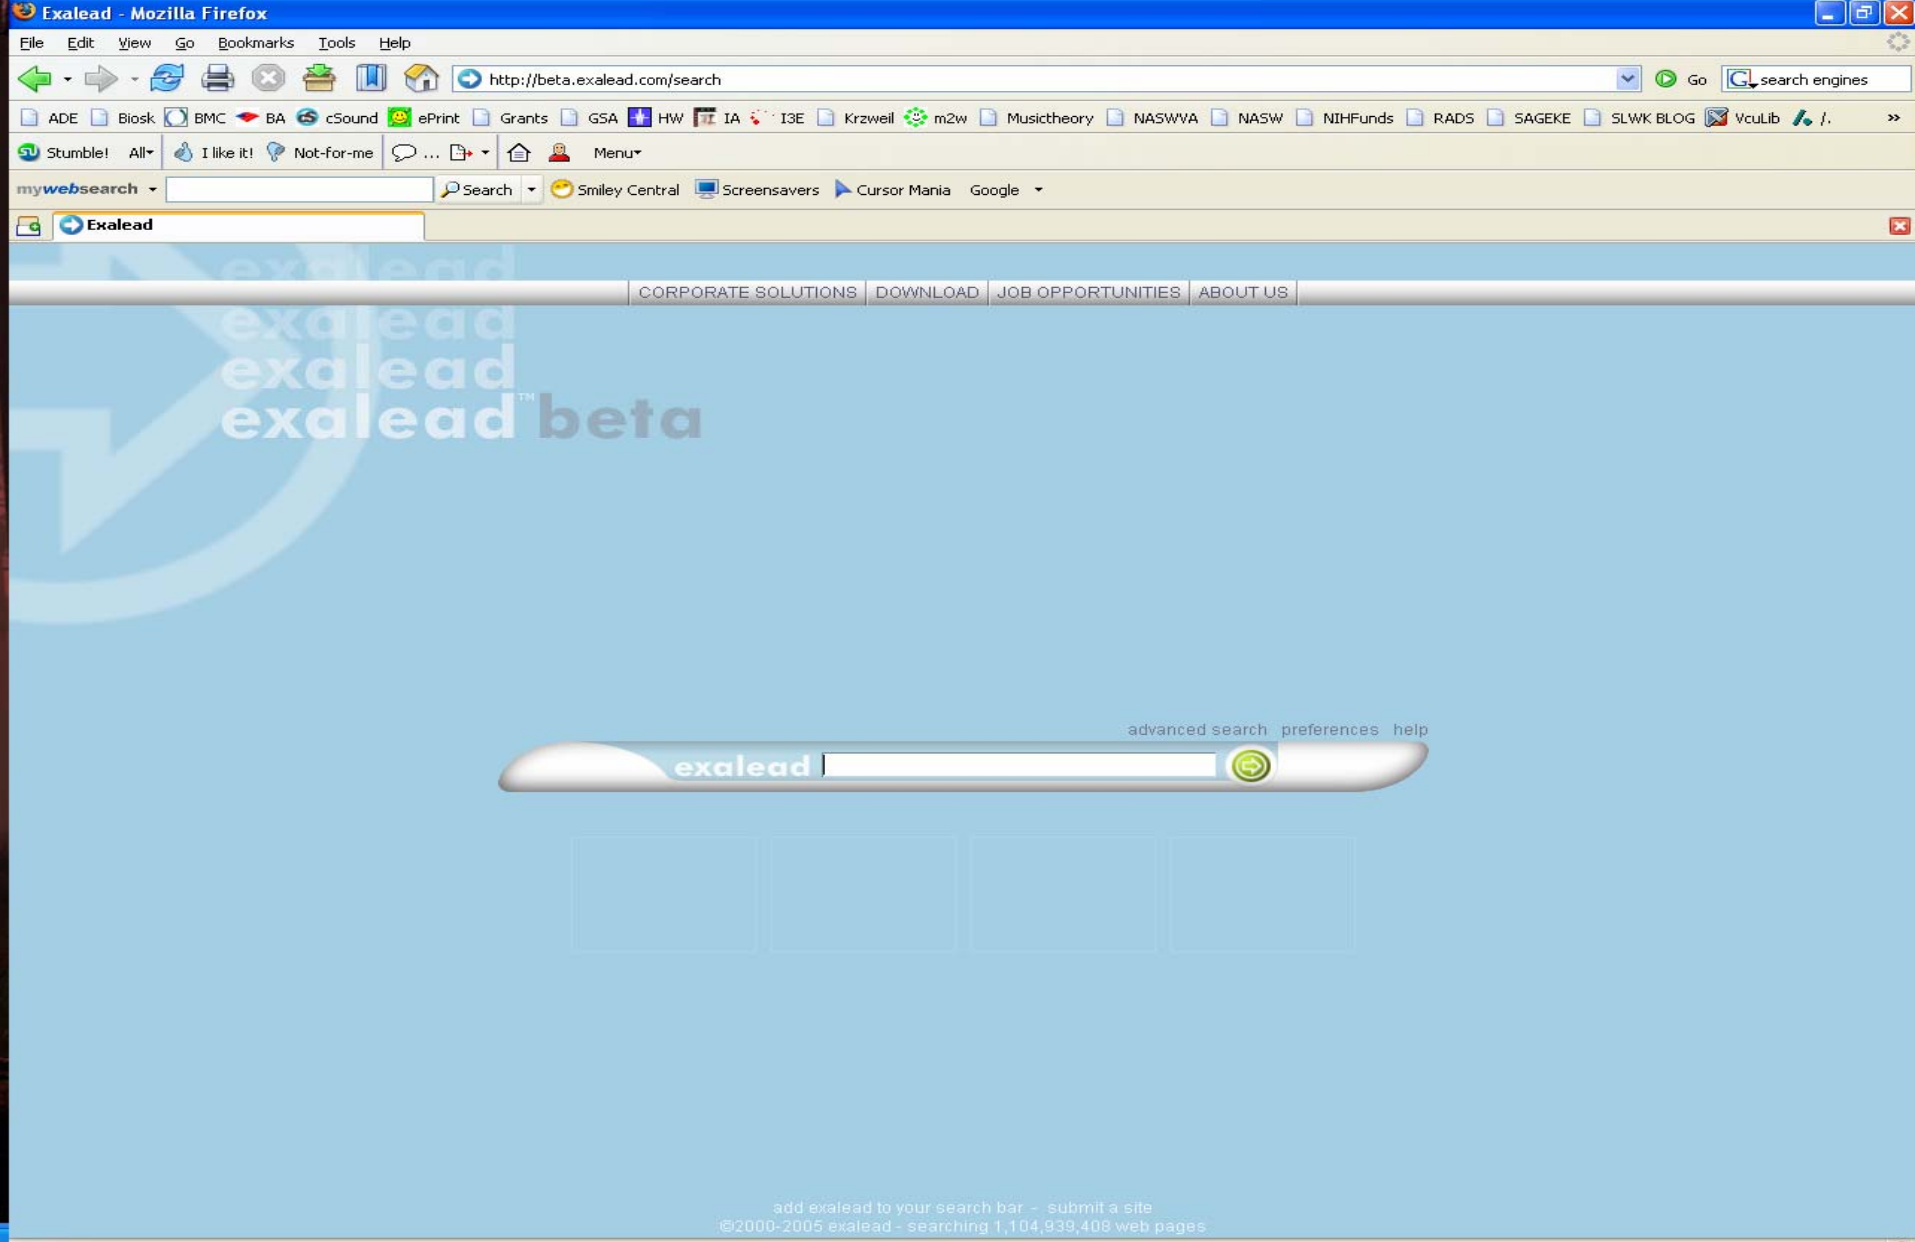 Exalead - Mozilla Firefox
File Edit View Go Bookmarks Tools Help
http://beta.exalead.com/search Go G search engines
ADE Biosk BMC BA cSound ePrint Grants GSA HW IA I3E Krzweil m2w Musictheory NASWVA NASW NIHFunds RADS SAGEKE SLWK BLOG VcuLib /. »
Stumble! All I like it! Not-for-me ... Menu
mywebsearch Search Smiley Central Screensavers Cursor Mania Google
Exalead
exalead
CORPORATE SOLUTIONS DOWNLOAD JOB OPPORTUNITIES ABOUT US
exalead
exalead
exalead™ beta
advanced search preferences help
exalead
add exalead to your search bar - submit a site
©2000-2005 exalead - searching 1,104,939,408 web pages